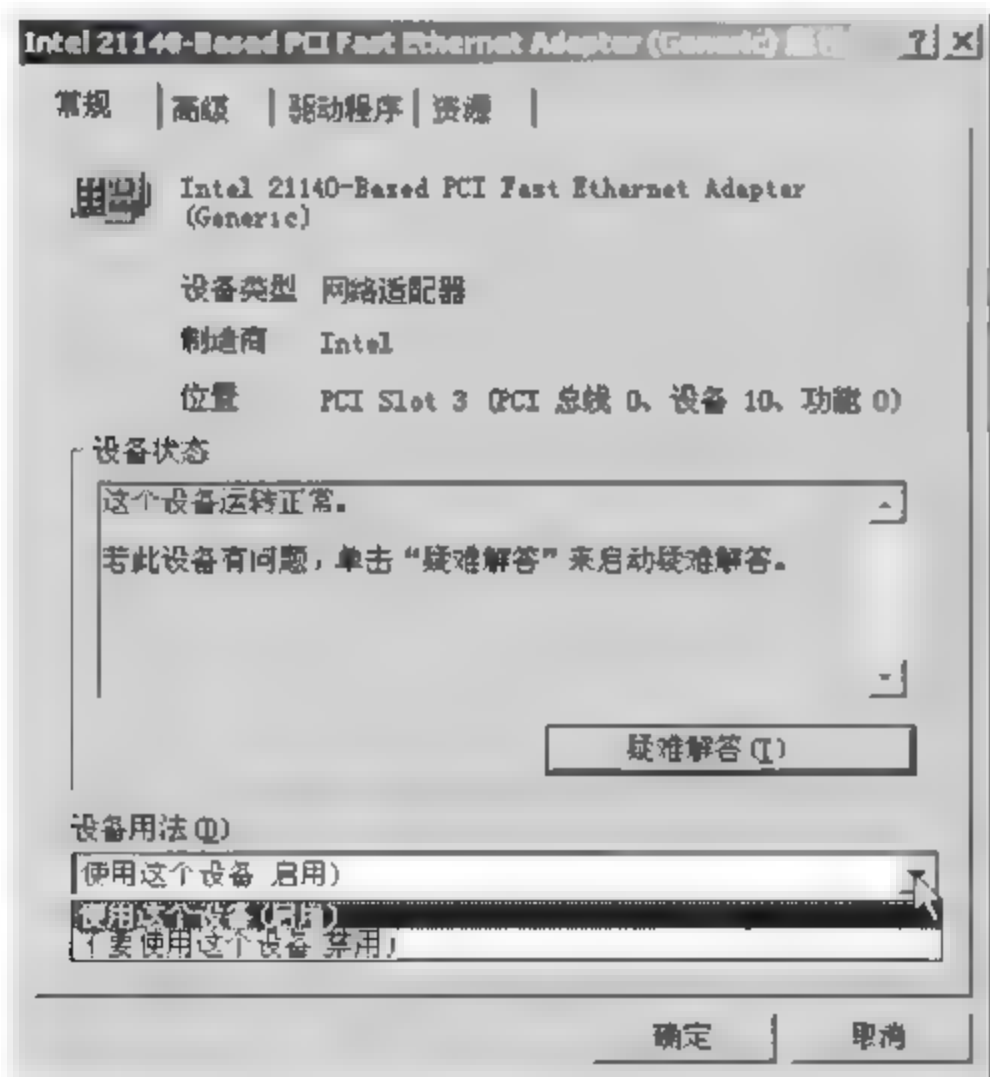 Intel 21140-Based PCI Fast Ethernet Adapter (Generic)
常规 高级 驱动程序 资源
Intel 21140-Based PCI Fast Ethernet Adapter
(Generic)
设备类型 网络适配器
制造商 Intel
位置 PCI Slot 3 (PCI 总线 0、设备 10、功能 0)
设备状态
这个设备运转正常。
若此设备有问题，单击“疑难解答”来启动疑难解答。
疑难解答(T)
设备用法(D)
使用这个设备 启用)
使用这个设备(启用)
要使用这个设备 禁用)
确定 取消